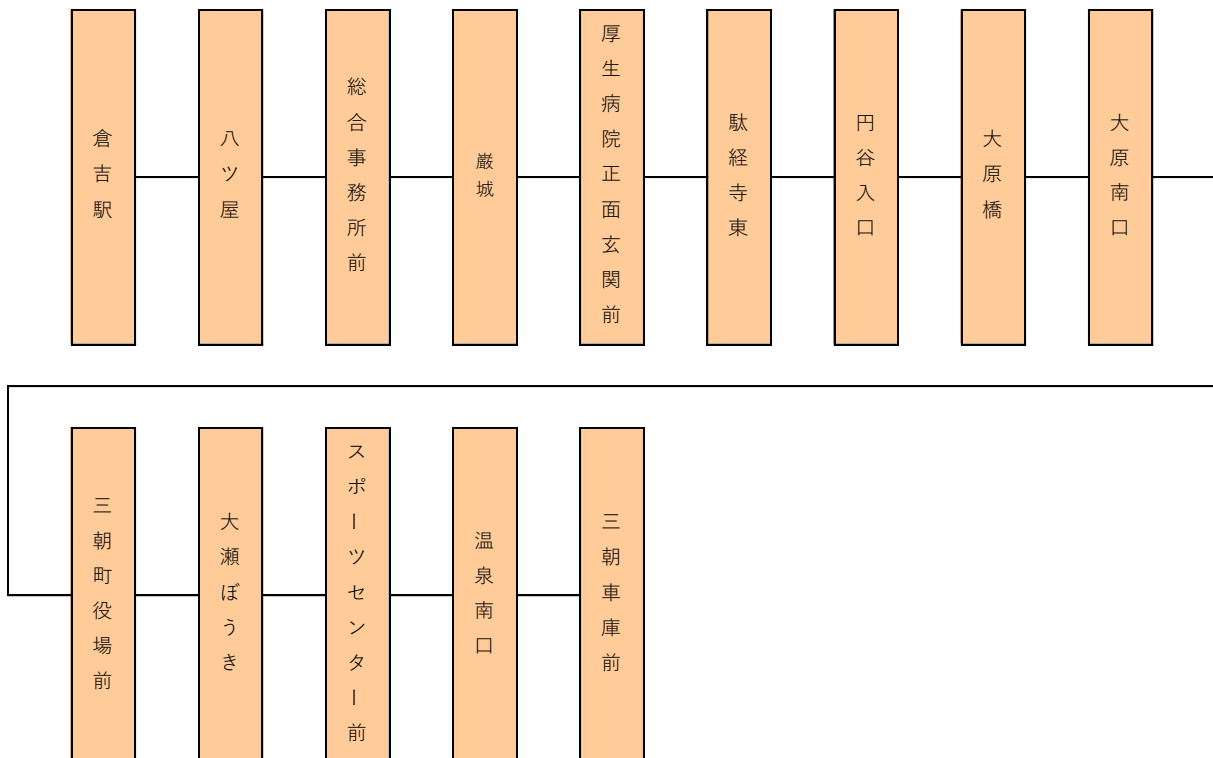 倉吉駅
八ツ屋
総合事務所前
巌城
厚生病院正面玄関前
駄経寺東
円谷入口
大原橋
大原南口
三朝町役場前
大瀬ぼうき
スポーツセンター前
温泉南口
三朝車庫前